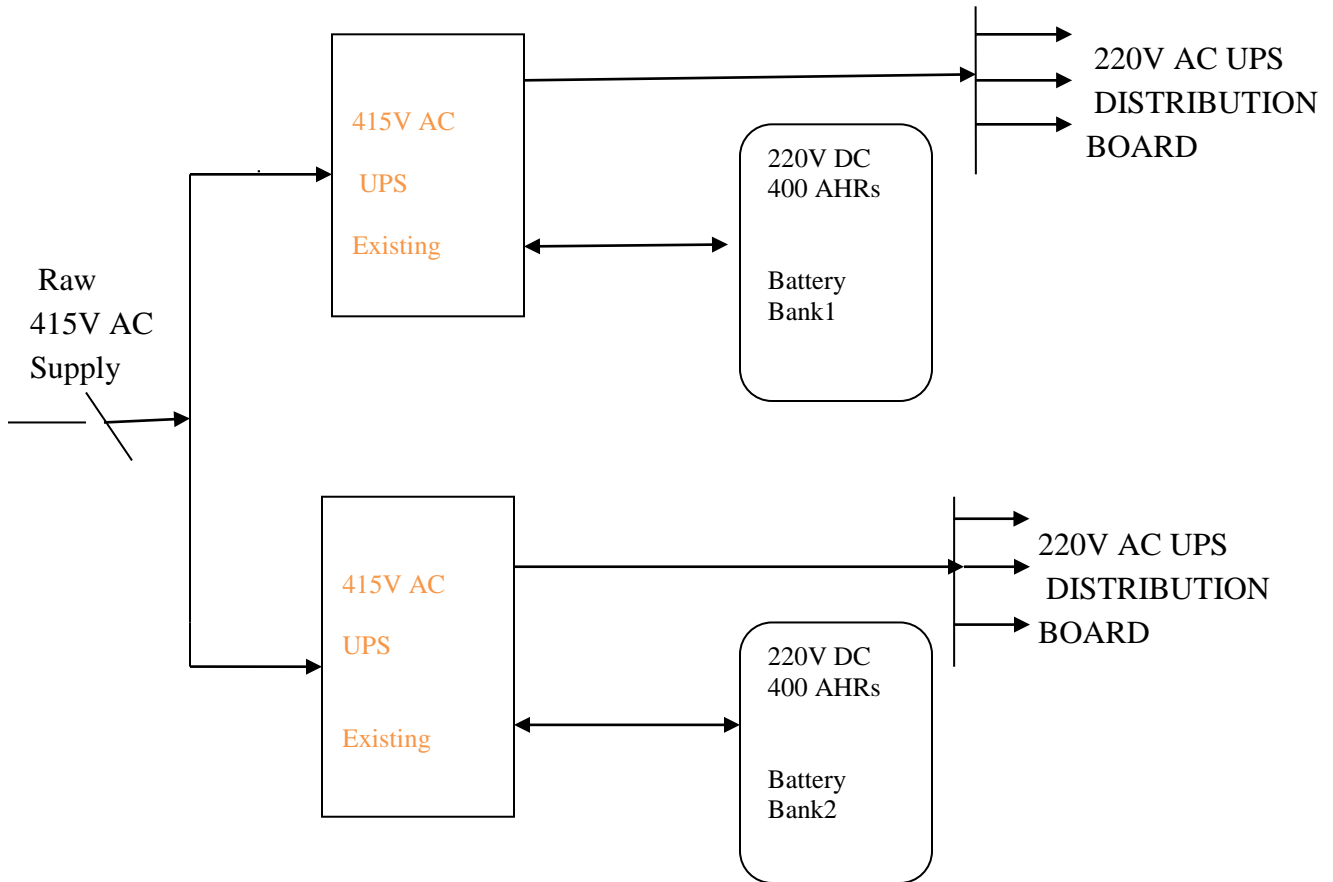 Raw
415V AC
Supply
415V AC
UPS
Existing
220V DC
400 AHRs
Battery
Bank1
220V AC UPS
DISTRIBUTION
BOARD
415V AC
UPS
Existing
220V DC
400 AHRs
Battery
Bank2
220V AC UPS
DISTRIBUTION
BOARD